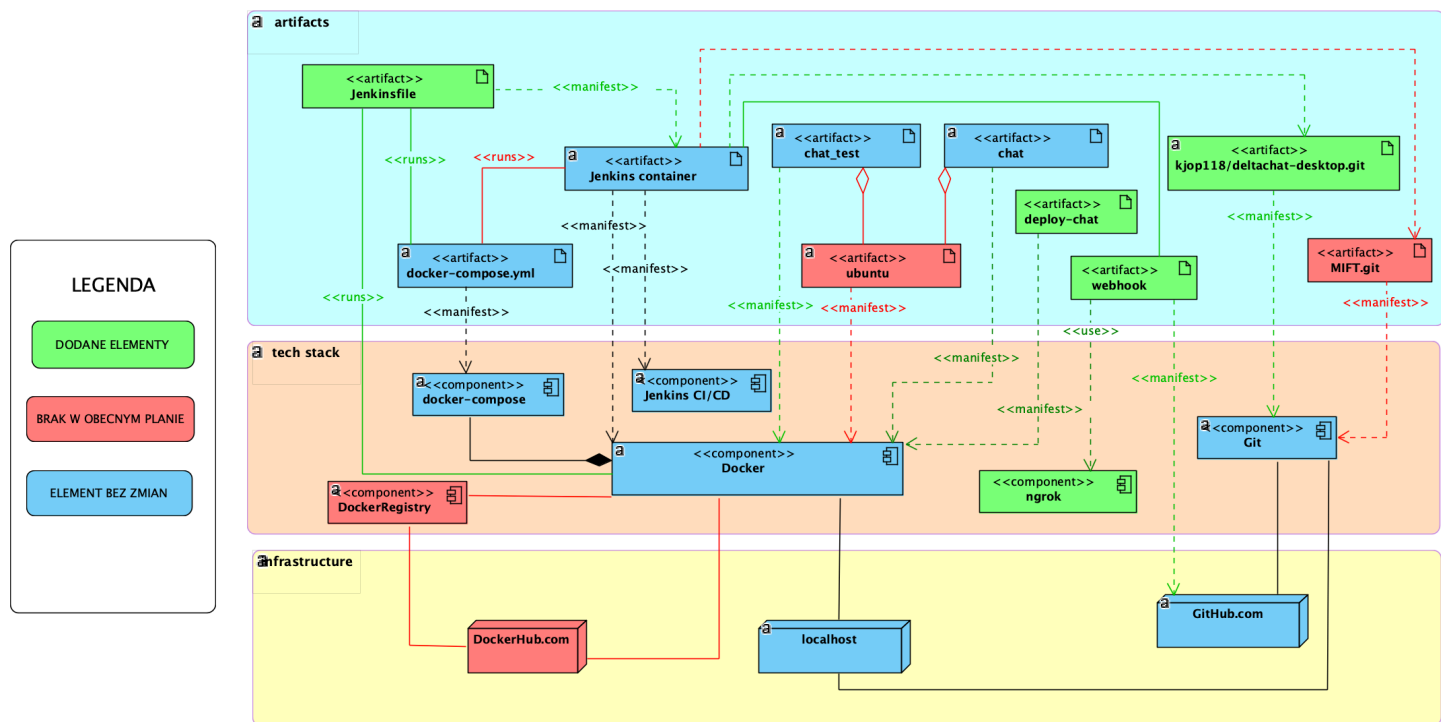 a artifacts
<<artifact>>
Jenkinsfile
<<manifest>>
<<runs>>
<<runs>>
a
<<artifact>>
Jenkins container
a
<<artifact>>
chat_test
a
<<artifact>>
chat
a
<<artifact>>
kjop118/deltachat-desktop.git
<<artifact>>
deploy-chat
<<manifest>>
<<manifest>>
a
<<artifact>>
docker-compose.yml
a
<<artifact>>
ubuntu
<<artifact>>
webhook
<<artifact>>
MIFT.git
LEGENDA
<<manifest>>
<<runs>>
<<manifest>>
<<manifest>>
<<manifest>>
<<manifest>>
<<use>>
DODANE ELEMENTY
a tech stack
<<manifest>>
<<manifest>>
a
<<component>>
docker-compose
a
<<component>>
Jenkins CI/CD
BRAK W OBECNYM PLANIE
<<manifest>>
a
<<component>>
Git
a
<<component>>
Docker
ELEMENT BEZ ZMIAN
a
<<component>>
DockerRegistry
<<component>>
ngrok
a
infrastructure
DockerHub.com
a
localhost
a
GitHub.com